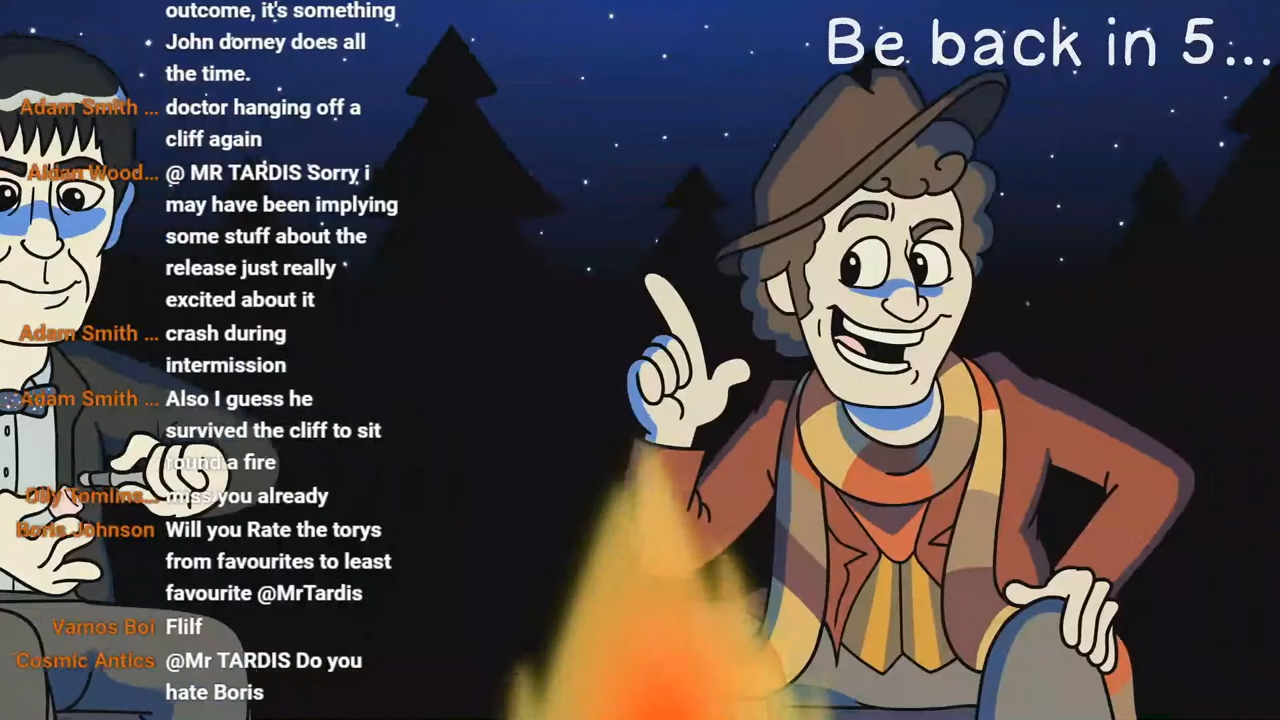 Be back in 5...
outcome, it's something
John dorney does all
the time.
Adam Smith ... doctor hanging off a
cliff again
Aidan Wood... @ MR TARDIS Sorry i
may have been implying
some stuff about the
release just really
excited about it
Adam Smith ... crash during
intermission
Adam Smith ... Also I guess he
survived the cliff to sit
round a fire
Olly Tomlins... miss you already
Boris Johnson Will you Rate the torys
from favourites to least
favourite @MrTardis
Vamos Boi Flilf
Cosmic Antics @Mr TARDIS Do you
hate Boris